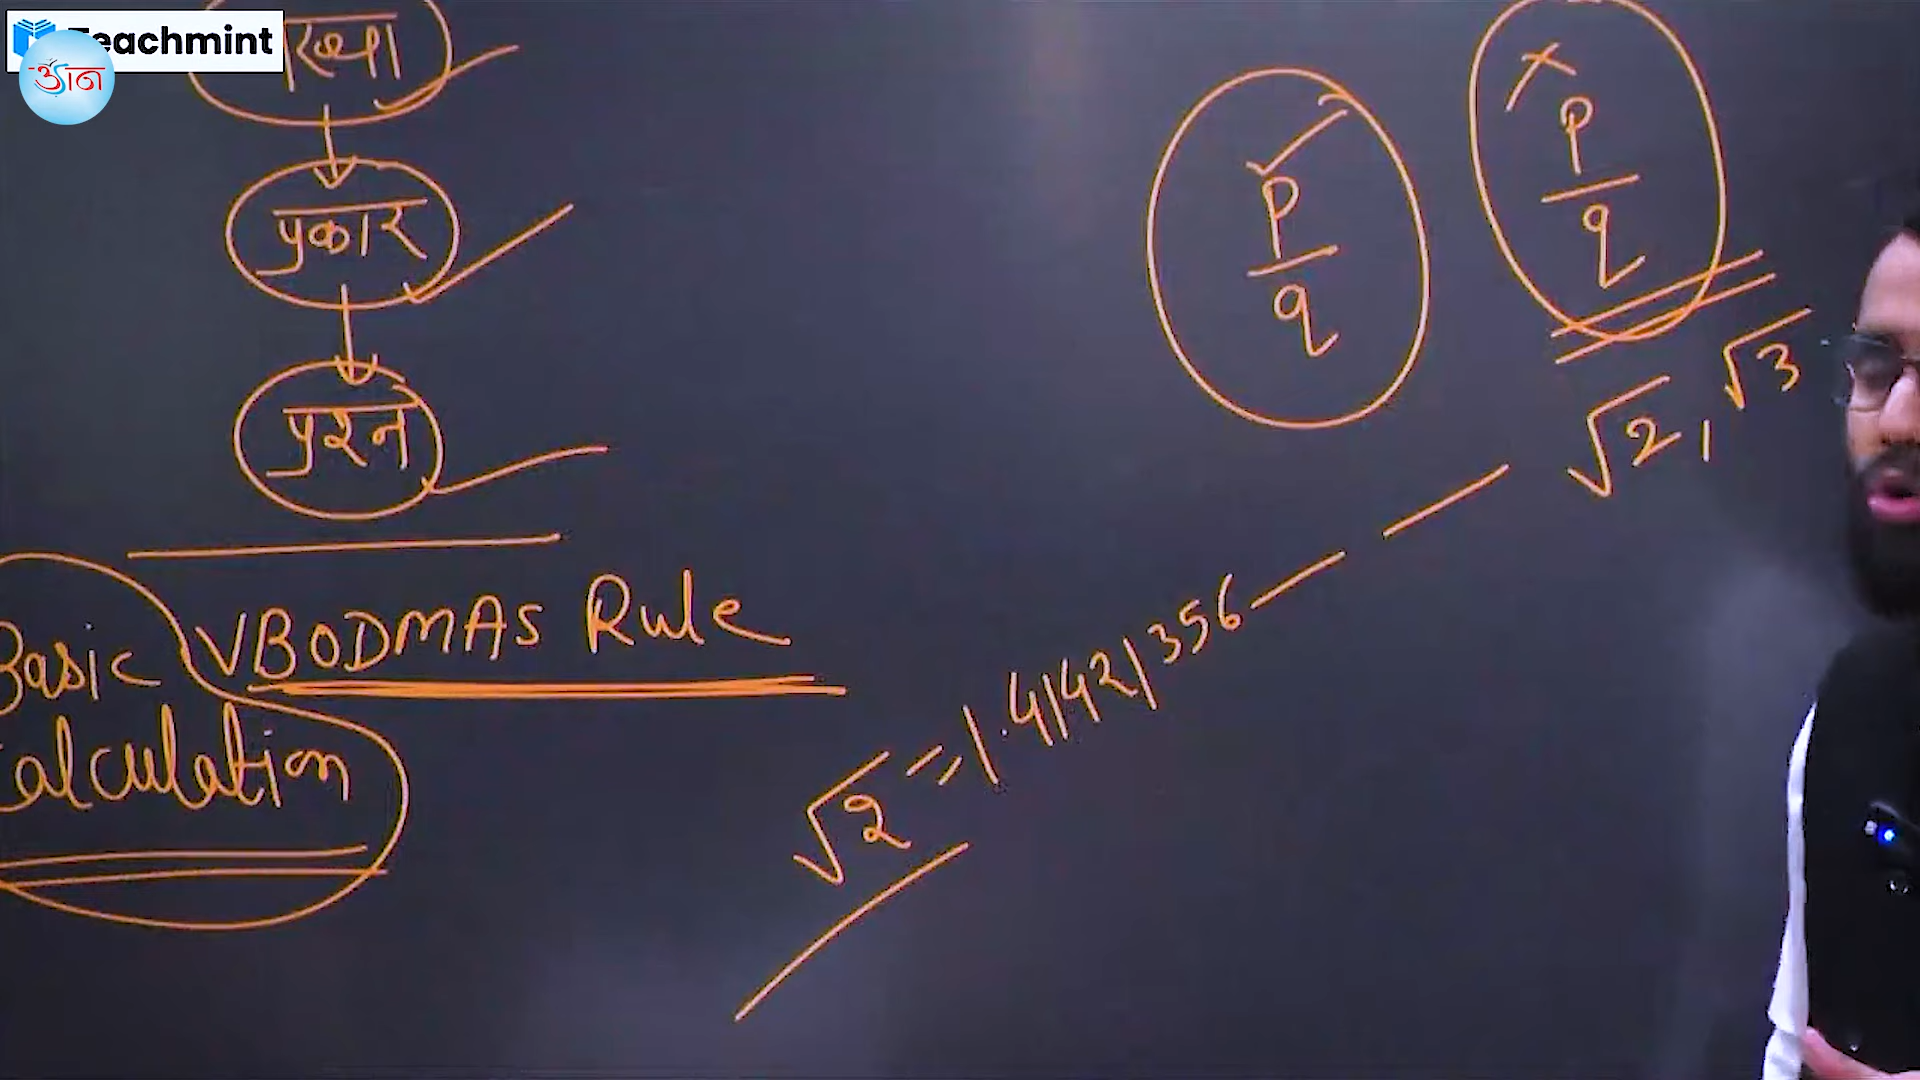 Teachmint
ज्ञान
प्रकार
प्रश्न
Basic
Calculation
VBODMAS Rule
P
q
×
P
q
√2, √3
√2 = 1.41421356